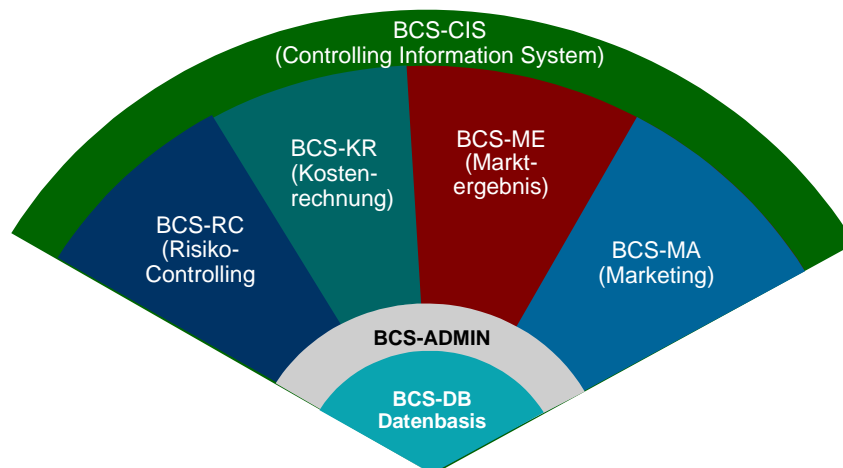 BCS-CIS
(Controlling Information System)
BCS-RC
(Risiko-
Controlling
BCS-KR
(Kosten-
rechnung)
BCS-ME
(Markt-
ergebnis)
BCS-MA
(Marketing)
BCS-ADMIN
BCS-DB
Datenbasis